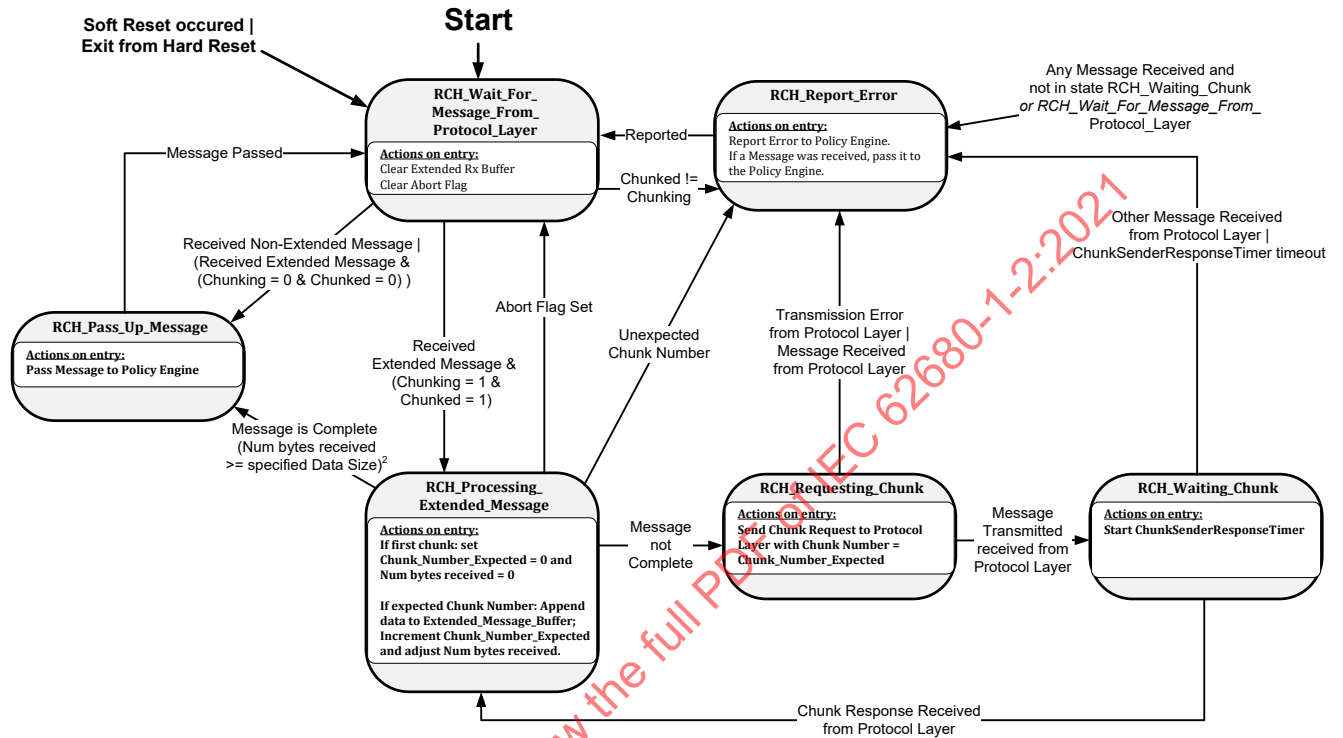 Soft Reset occured |
Exit from Hard Reset
Start
RCH_Wait_For_
Message_From_
Protocol_Layer
Actions on entry:
Clear Extended Rx Buffer
Clear Abort Flag
RCH_Report_Error
Actions on entry:
Report Error to Policy Engine.
If a Message was received, pass it to
the Policy Engine.
Any Message Received and
not in state RCH_Waiting_Chunk
or RCH_Wait_For_Message_From_
Protocol_Layer
Reported
Message Passed
Chunked !=
Chunking
Received Non-Extended Message |
(Received Extended Message &
(Chunking = 0 & Chunked = 0) )
Other Message Received
from Protocol Layer |
ChunkSenderResponseTimer timeout
Abort Flag Set
Unexpected
Chunk Number
Transmission Error
from Protocol Layer |
Message Received
from Protocol Layer
RCH_Pass_Up_Message
Actions on entry:
Pass Message to Policy Engine
Received
Extended Message &
(Chunking = 1 &
Chunked = 1)
Message is Complete
(Num bytes received
>= specified Data Size)2
RCH_Processing_
Extended_Message
Actions on entry:
If first chunk: set
Chunk_Number_Expected = 0 and
Num bytes received = 0
If expected Chunk Number: Append
data to Extended_Message_Buffer;
Increment Chunk_Number_Expected
and adjust Num bytes received.
Message
not
Complete
RCH_Requesting_Chunk
Actions on entry:
Send Chunk Request to Protocol
Layer with Chunk Number =
Chunk_Number_Expected
Message
Transmitted
received from
Protocol Layer
RCH_Waiting_Chunk
Actions on entry:
Start ChunkSenderResponseTimer
Chunk Response Received
from Protocol Layer
w the full PDF of IEC 62680-1-2:2021